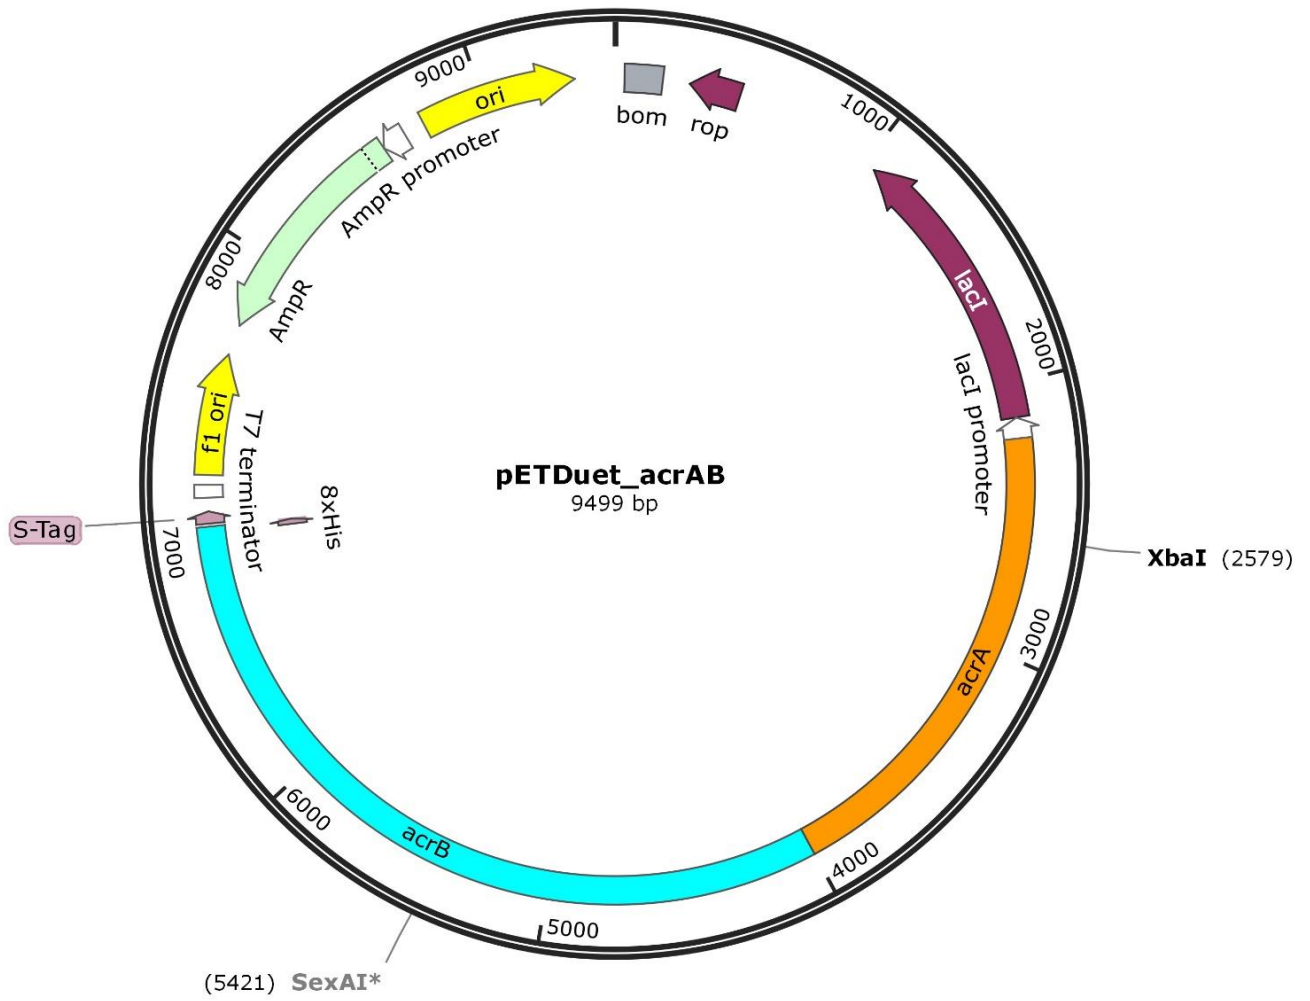 9000
ori
bom
rop
1000
AmpR promoter
8000
AmpR
lacI
2000
lacI promoter
f1 ori
T7 terminator
8xHis
pETDuet_acrAB
9499 bp
S-Tag
7000
XbaI (2579)
3000
acrA
6000
acrB
4000
5000
(5421) SexAI*